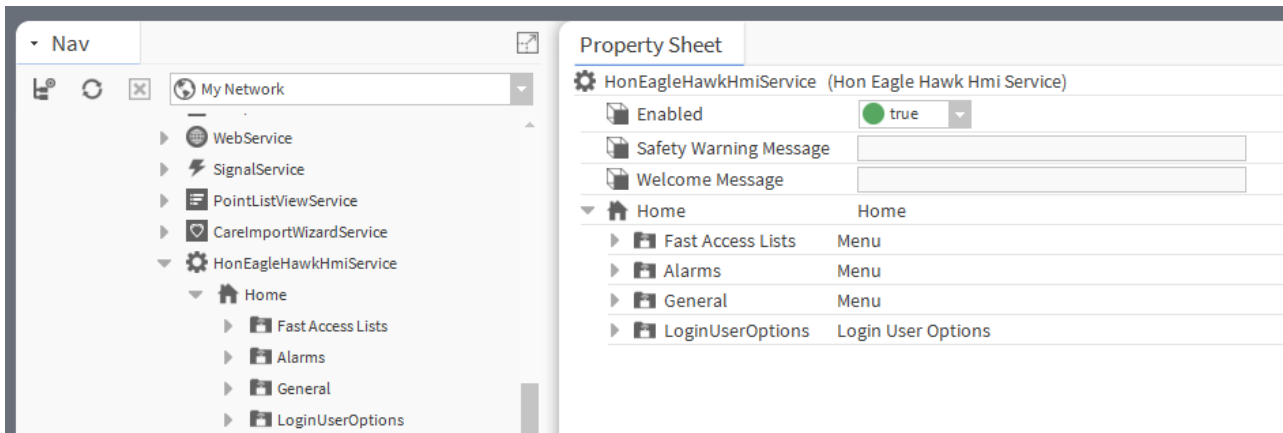 Nav
My Network
WebService
SignalService
PointListViewService
CareImportWizardService
HonEagleHawkHmiService
Home
Fast Access Lists
Alarms
General
LoginUserOptions
Property Sheet
HonEagleHawkHmiService (Hon Eagle Hawk Hmi Service)
Enabled true
Safety Warning Message
Welcome Message
Home Home
Fast Access Lists Menu
Alarms Menu
General Menu
LoginUserOptions Login User Options